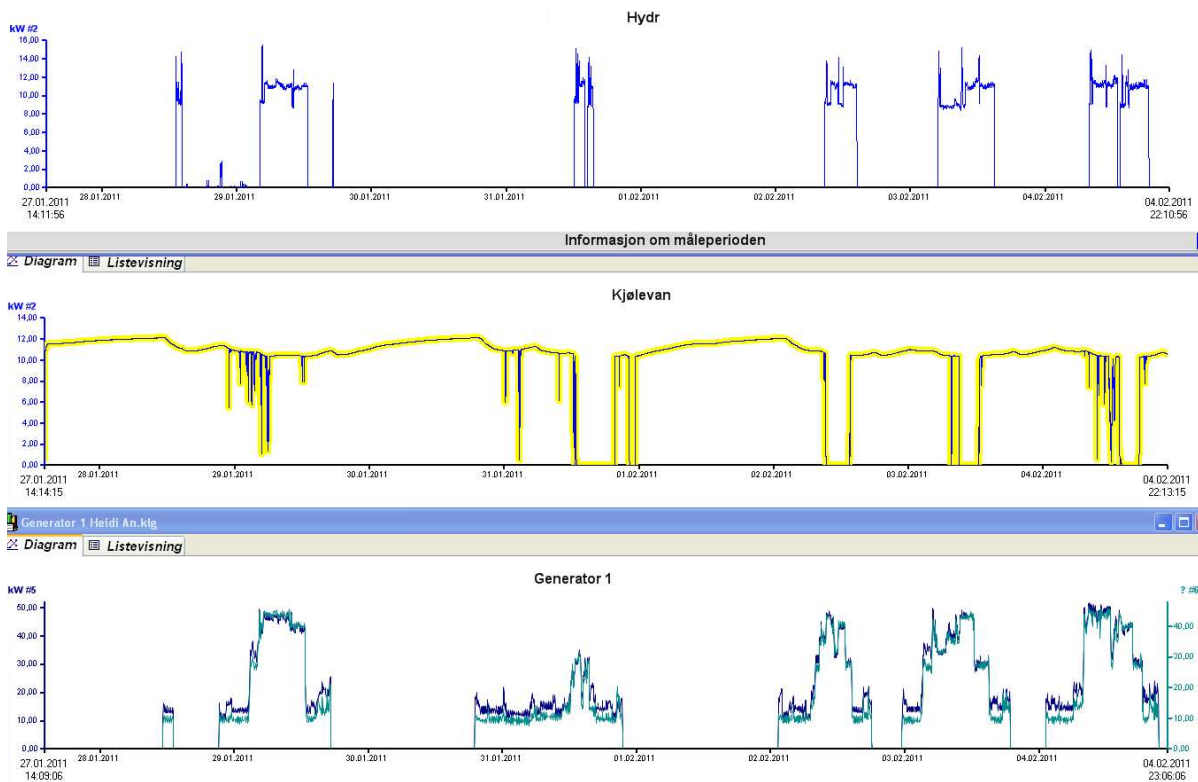 Hydr
kW #2
16,00
14,00
12,00
10,00
8,00
6,00
4,00
2,00
0,00
28.01.2011 29.01.2011 30.01.2011 31.01.2011 01.02.2011 02.02.2011 03.02.2011 04.02.2011
27.01.2011 04.02.2011
14:11:56 22:10:56
Informasjon om måleperioden
Diagram Listevisning
Kjølevan
kW #2
14,00
12,00
10,00
8,00
6,00
4,00
2,00
0,00
28.01.2011 29.01.2011 30.01.2011 31.01.2011 01.02.2011 02.02.2011 03.02.2011 04.02.2011
27.01.2011 04.02.2011
14:14:15 22:13:15
Generator 1 Heidi An.klg
Diagram Listevisning
Generator 1
kW #5 ? #6
50,00
40,00 40,00
30,00 30,00
20,00 20,00
10,00 10,00
0,00 0,00
28.01.2011 29.01.2011 30.01.2011 31.01.2011 01.02.2011 02.02.2011 03.02.2011 04.02.2011
27.01.2011 04.02.2011
14:09:06 23:06:06